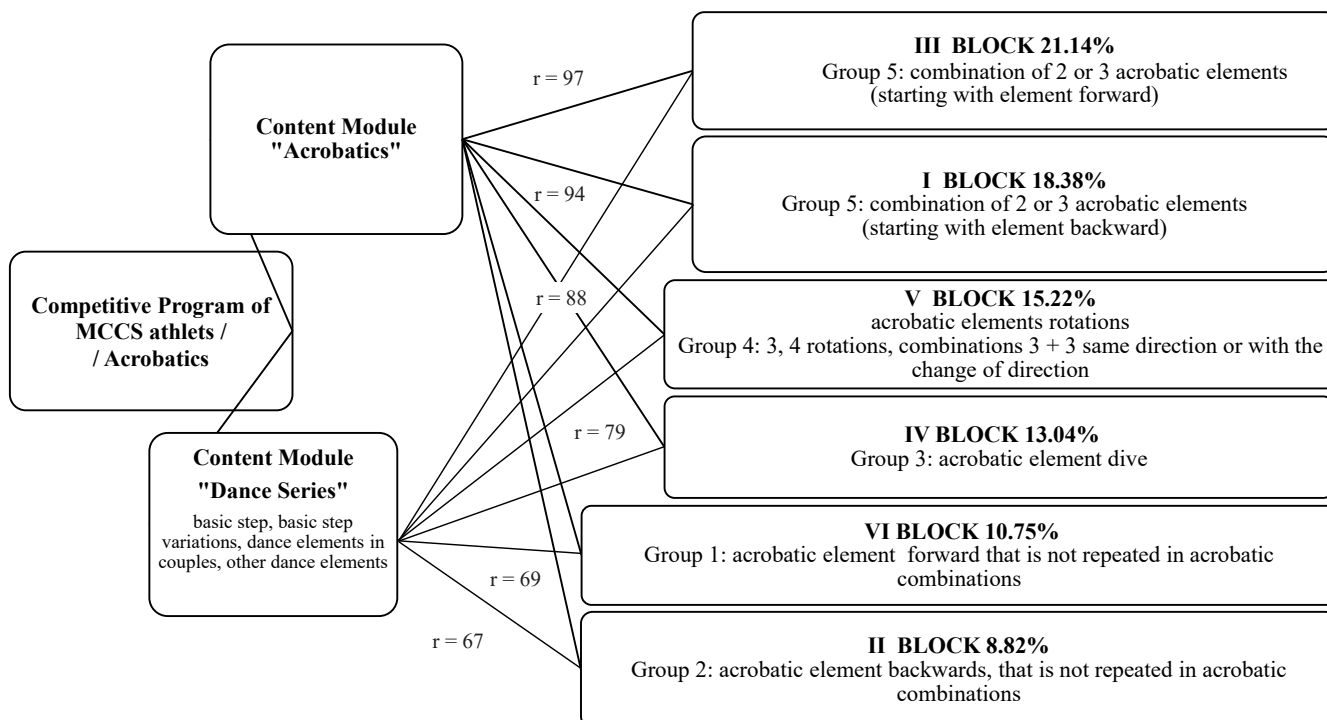 III BLOCK 21.14%
Group 5: combination of 2 or 3 acrobatic elements
(starting with element forward)
r = 97
Content Module
"Acrobatics"
I BLOCK 18.38%
Group 5: combination of 2 or 3 acrobatic elements
(starting with element backward)
r = 94
Competitive Program of
MCCS athlets /
/ Acrobatics
r = 88
V BLOCK 15.22%
acrobatic elements rotations
Group 4: 3, 4 rotations, combinations 3 + 3 same direction or with the
change of direction
r = 79
IV BLOCK 13.04%
Group 3: acrobatic element dive
Content Module
"Dance Series"
basic step, basic step
variations, dance elements in
couples, other dance elements
VI BLOCK 10.75%
Group 1: acrobatic element forward that is not repeated in acrobatic
combinations
r = 69
r = 67
II BLOCK 8.82%
Group 2: acrobatic element backwards, that is not repeated in acrobatic
combinations